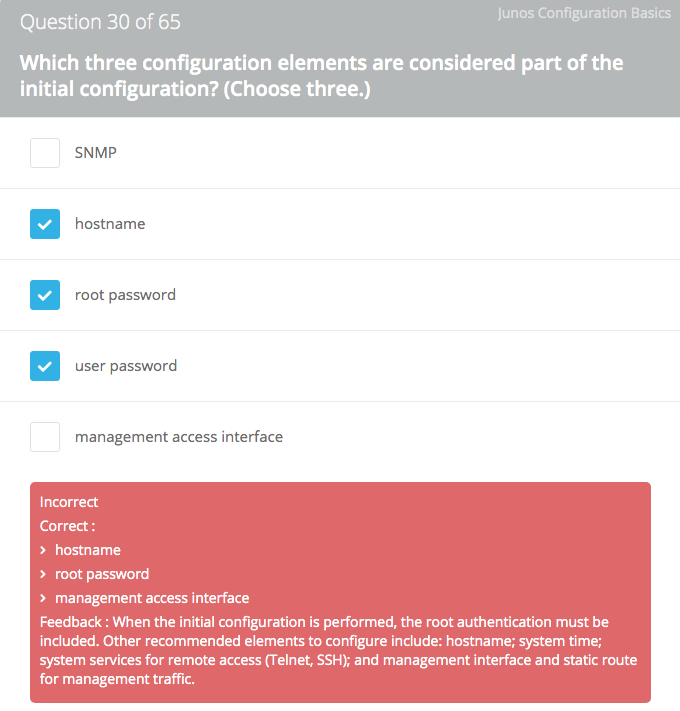 Question 30 of 65
Junos Configuration Basics
Which three configuration elements are considered part of the
initial configuration? (Choose three.)
SNMP
hostname
root password
user password
management access interface
Incorrect
Correct :
hostname
root password
management access interface
Feedback : When the initial configuration is performed, the root authentication must be
included. Other recommended elements to configure include: hostname; system time;
system services for remote access (Telnet, SSH); and management interface and static route
for management traffic.